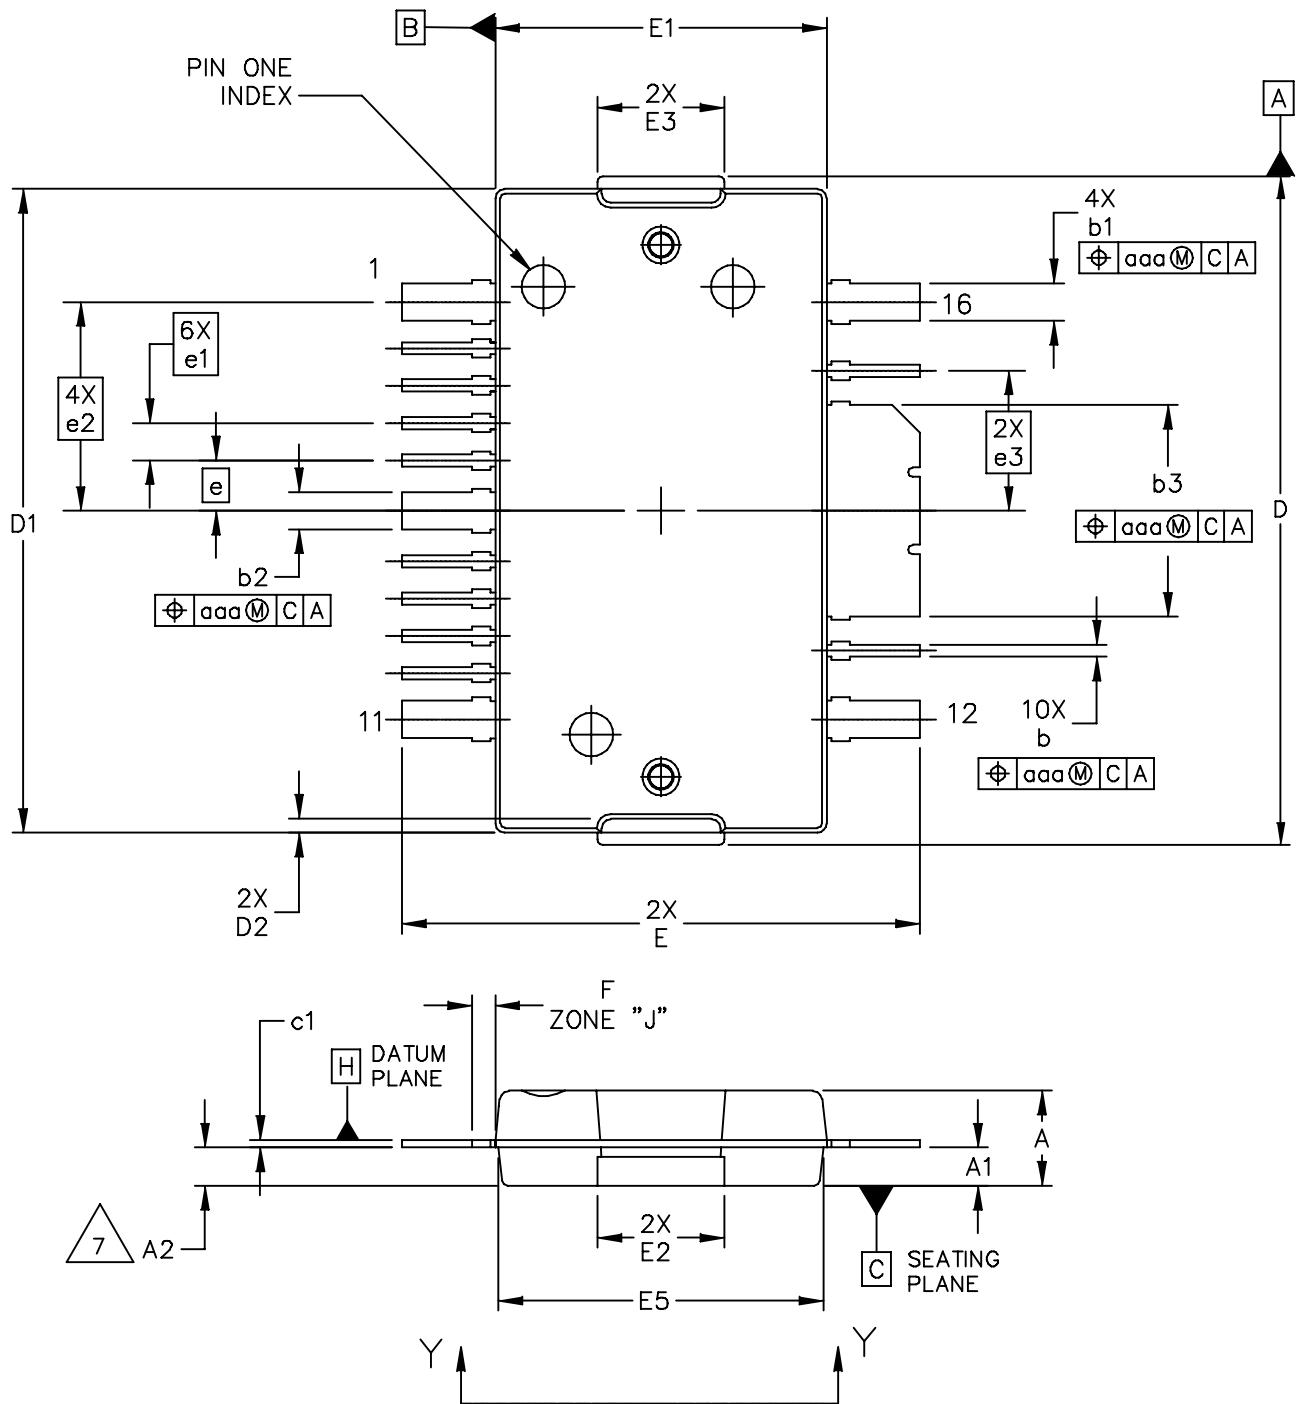 B
E1
PIN ONE
INDEX
2X
E3
A
4X
b1
⌖ aaa Ⓜ C A
1
16
6X
e1
4X
e2
2X
e3
e
b3
D1
D
⌖ aaa Ⓜ C A
b2
⌖ aaa Ⓜ C A
11
12
10X
b
⌖ aaa Ⓜ C A
2X
D2
2X
E
F
ZONE "J"
c1
H
DATUM
PLANE
A
A1
7
A2
2X
E2
C
SEATING
PLANE
E5
Y
Y